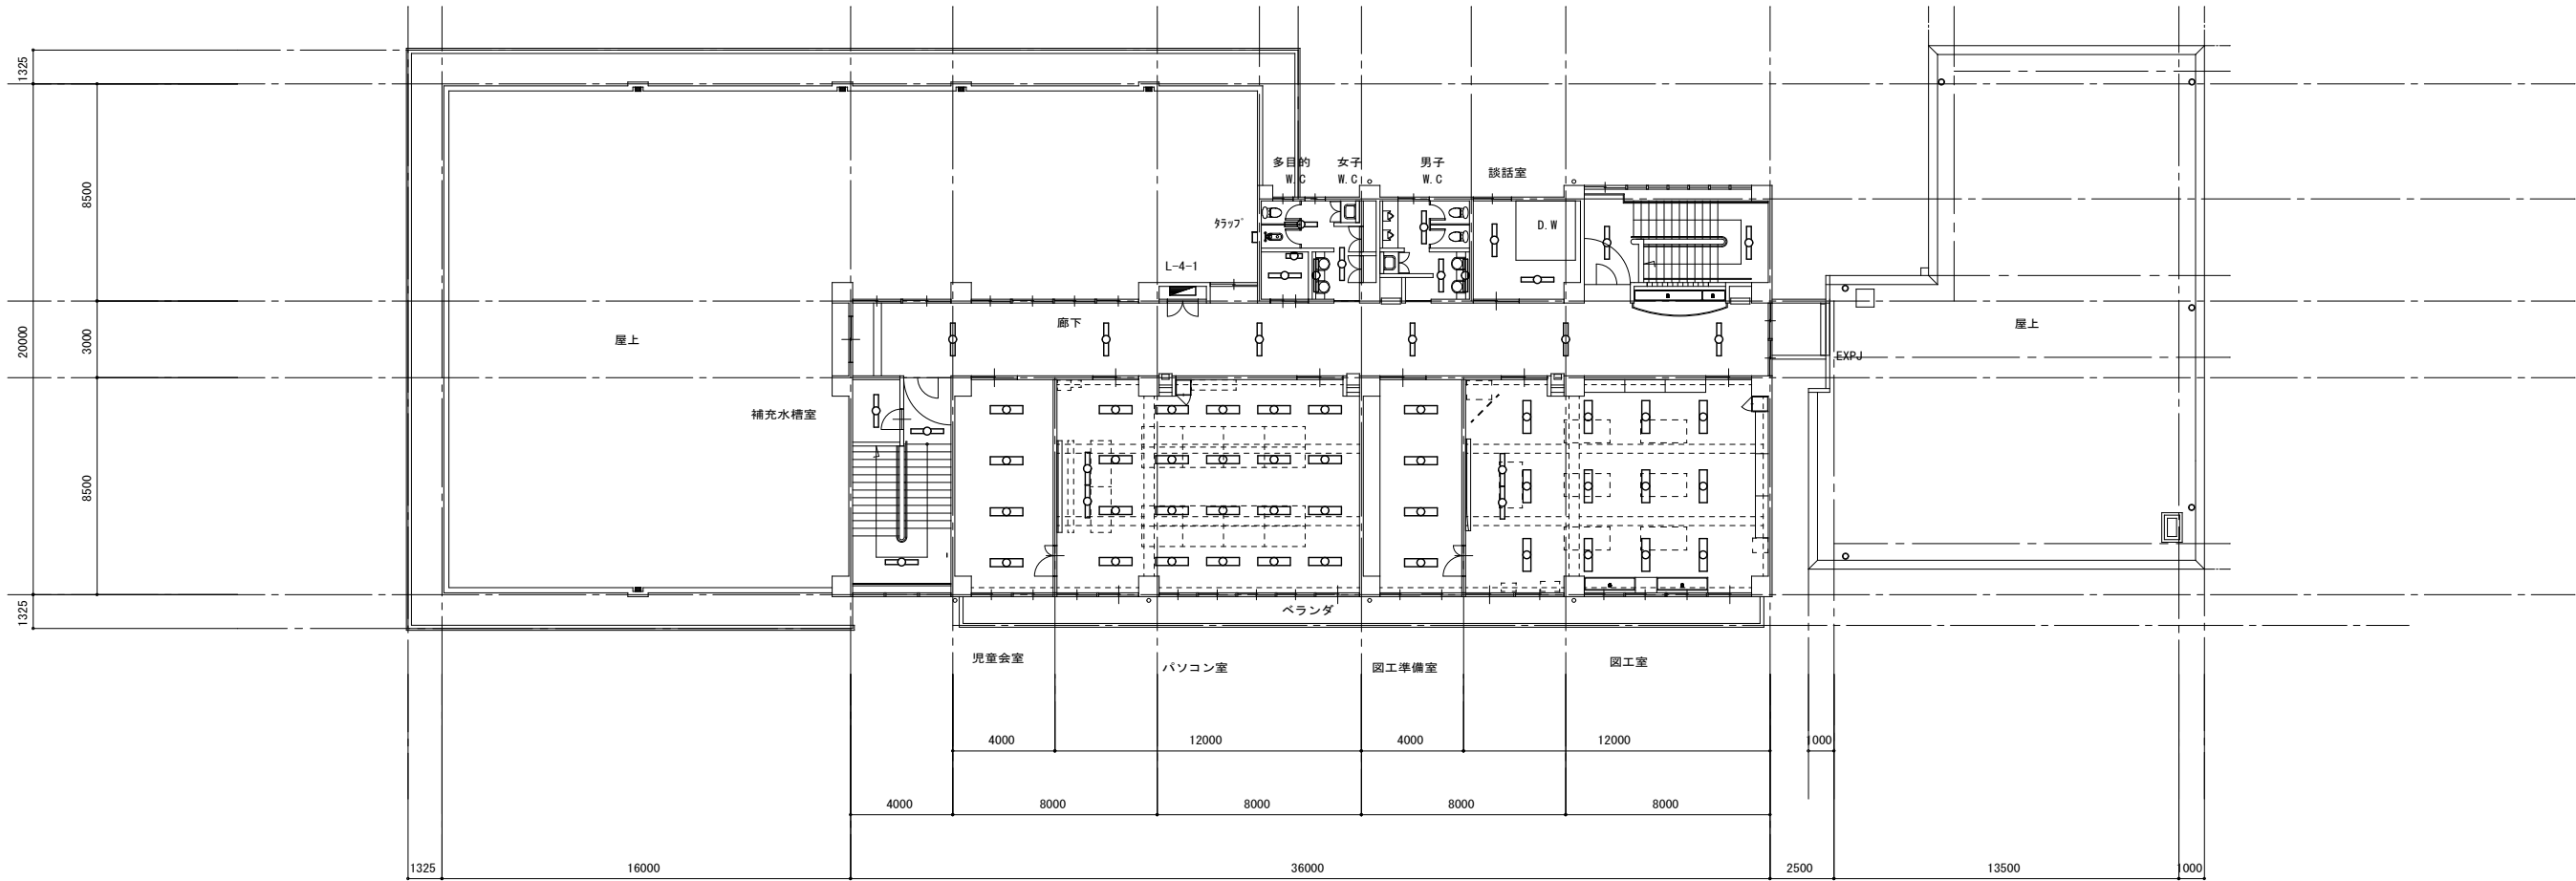 1325
8500
20000
3000
8500
1325
多目的
W.C
女子
W.C
男子
W.C
談話室
D.W
タラップ
L-4-1
廊下
屋上
屋上
EXPJ
補充水槽室
ベランダ
児童会室
パソコン室
図工準備室
図工室
4000
12000
4000
12000
1000
4000
8000
8000
8000
8000
1325
16000
36000
2500
13500
1000